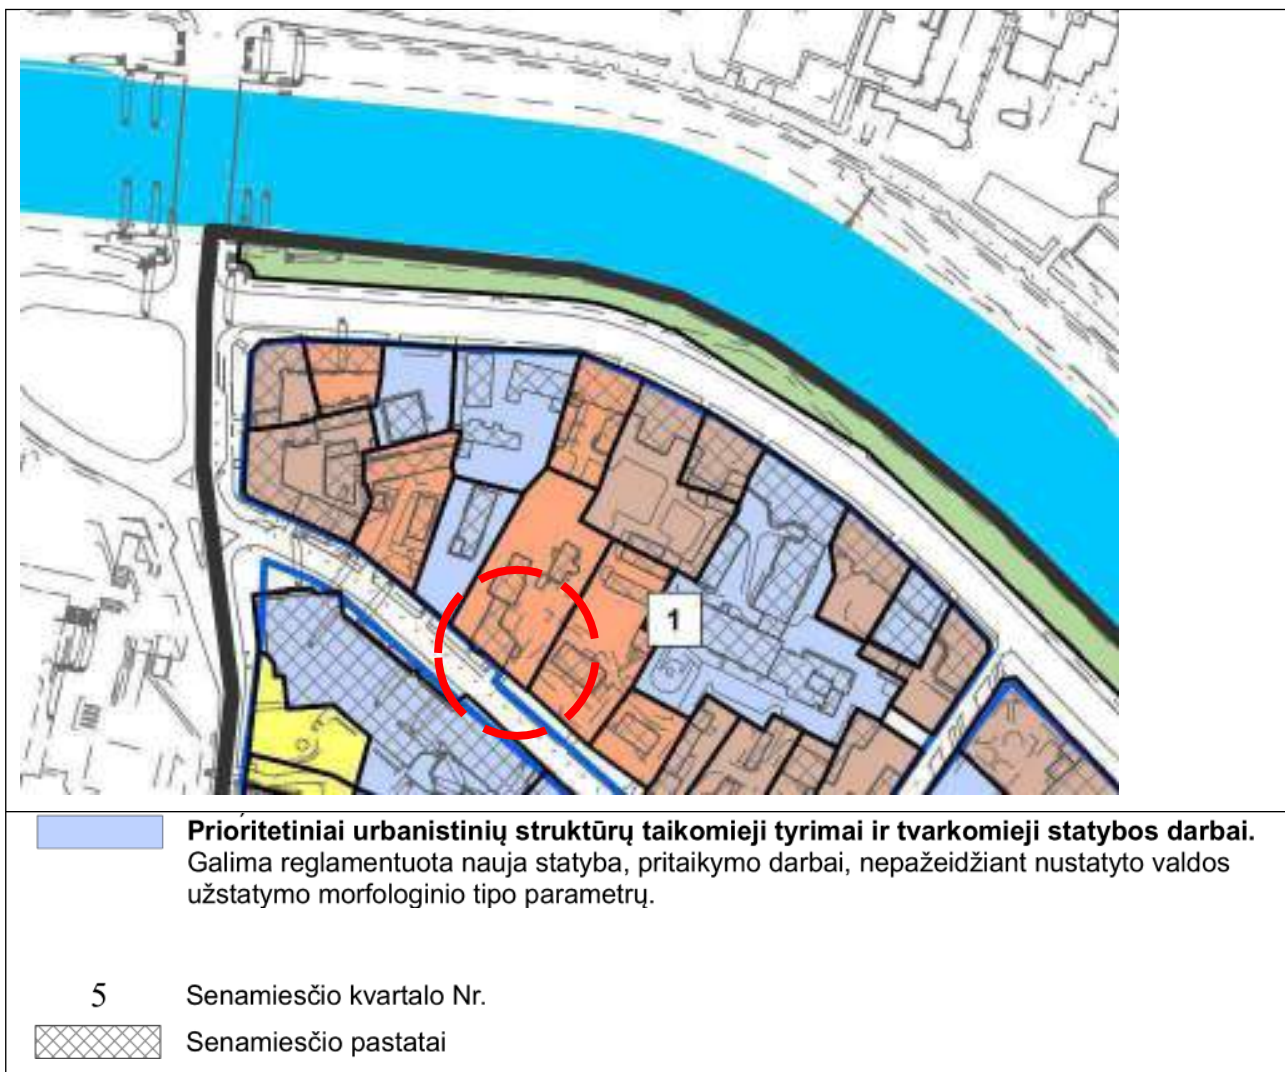 1
Prioritetiniai urbanistinių struktūrų taikomieji tyrimai ir tvarkomieji statybos darbai.
Galima reglamentuota nauja statyba, pritaikymo darbai, nepažeidžiant nustatyto valdos
užstatymo morfologinio tipo parametrų.
5 Senamiesčio kvartalo Nr.
Senamiesčio pastatai